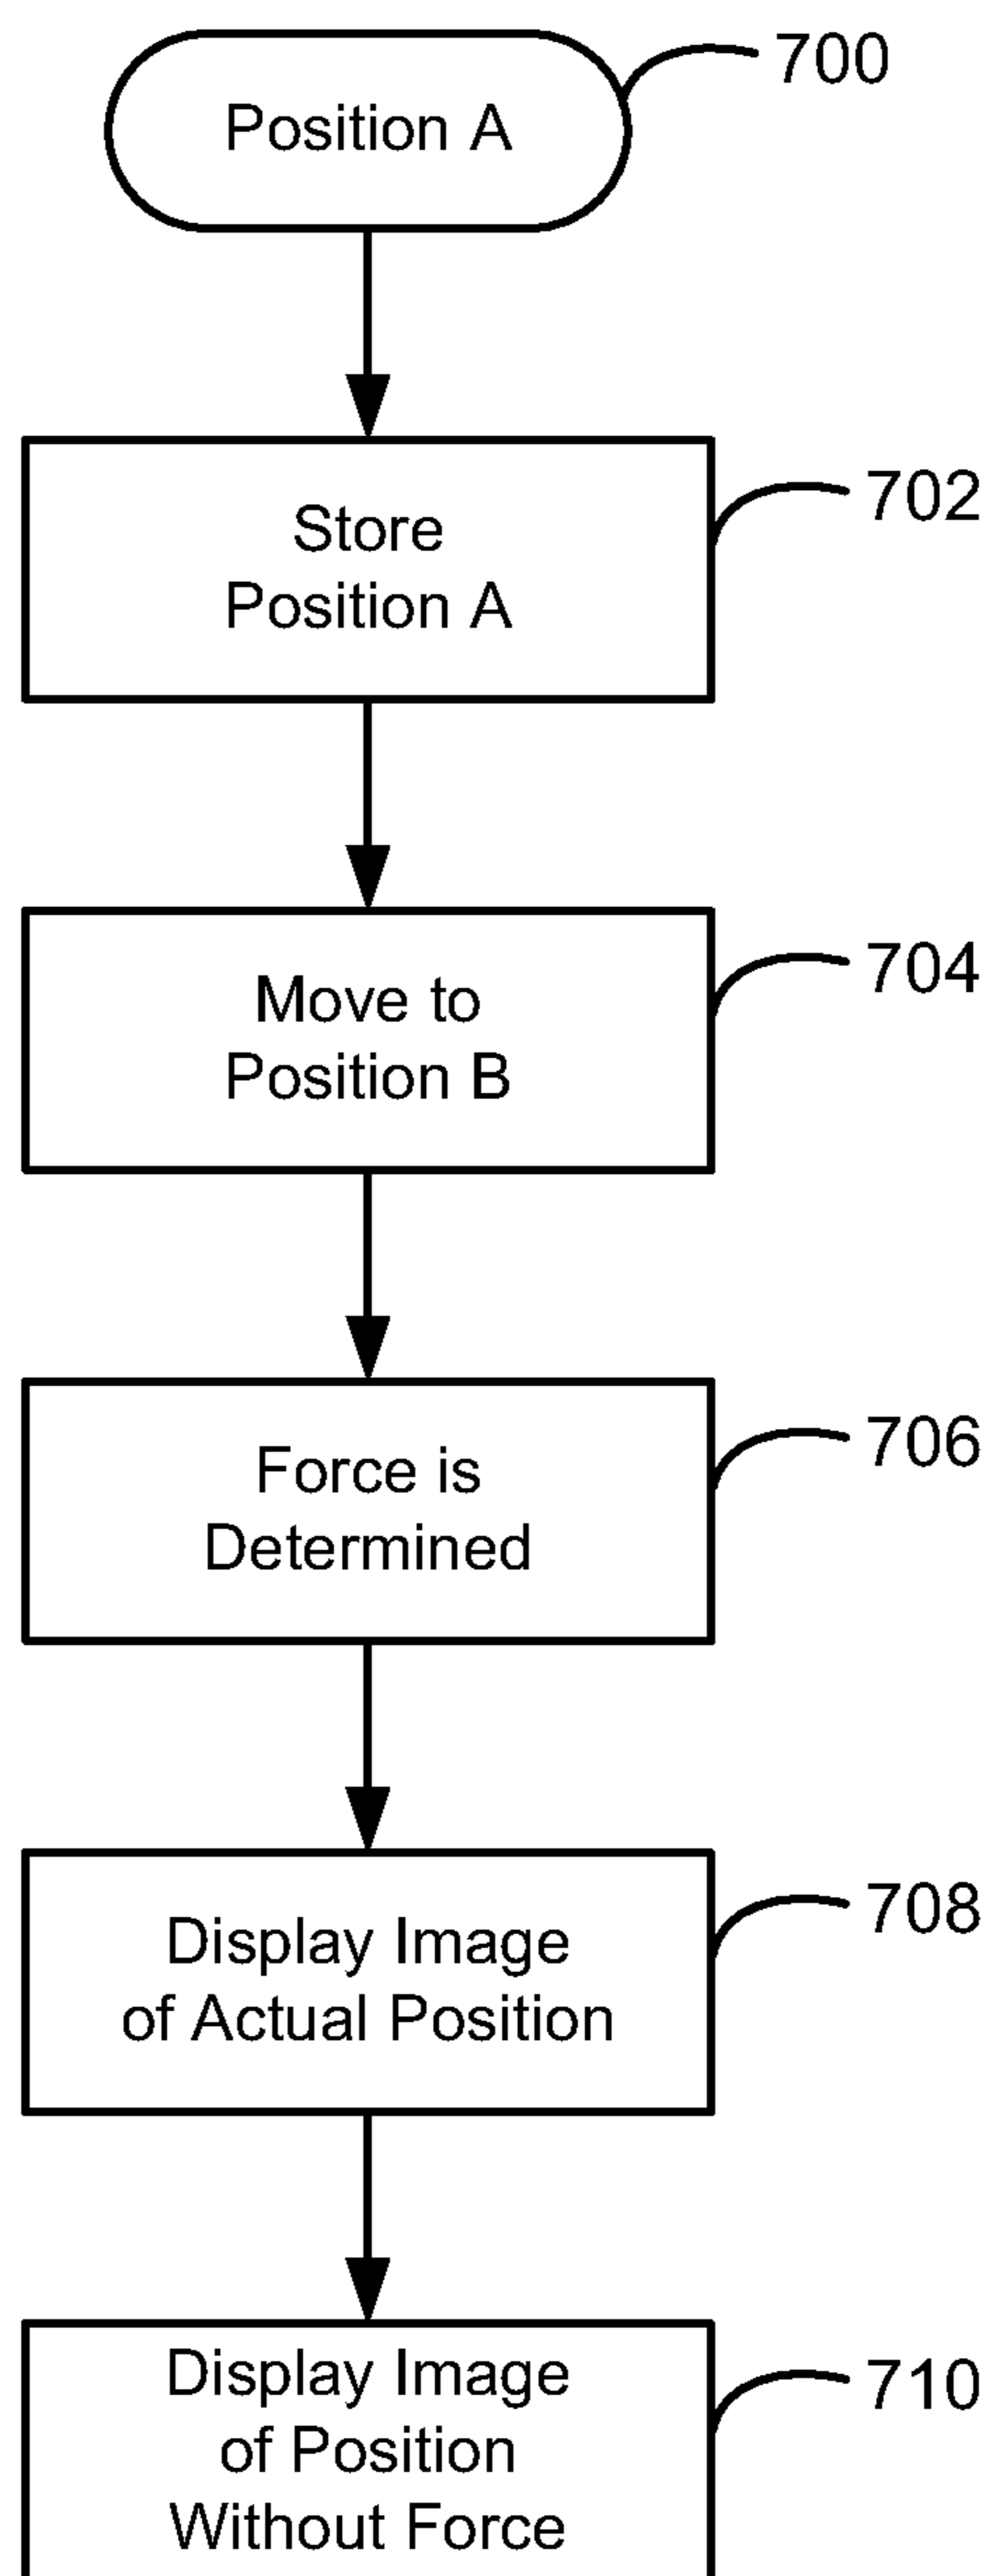 Position A
700
Store
Position A
702
Move to
Position B
704
Force is
Determined
706
Display Image
of Actual Position
708
Display Image
of Position
Without Force
710